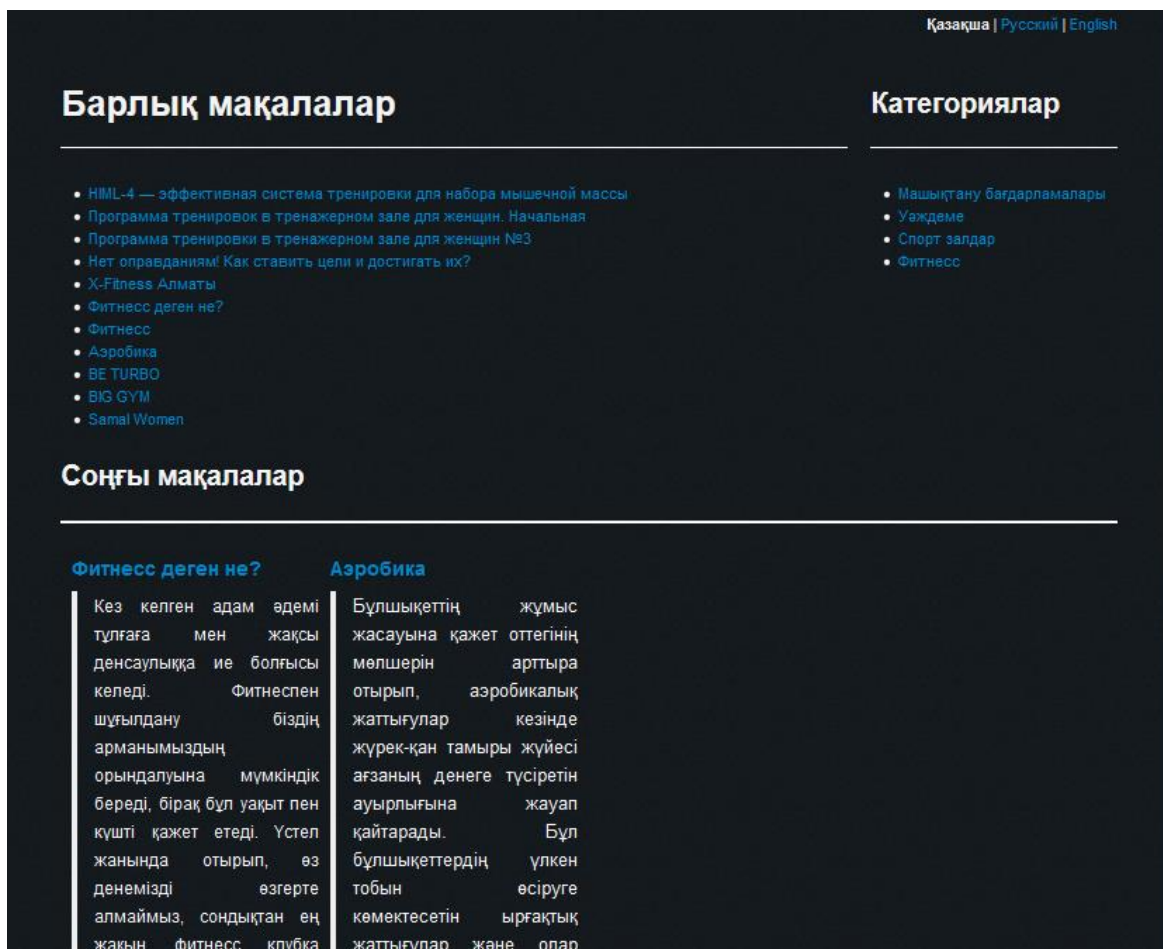 Қазақша | Русский | English
Барлық мақалалар
HIML-4 — эффективная система тренировки для набора мышечной массы
Программа тренировок в тренажерном зале для женщин. Начальная
Программа тренировки в тренажерном зале для женщин №3
Нет оправданиям! Как ставить цели и достигать их?
X-Fitness Алматы
Фитнесс деген не?
Фитнесс
Аэробика
BE TURBO
BIG GYM
Samal Women
Категориялар
Машықтану бағдарламалары
Уәждеме
Спорт залдар
Фитнесс
Соңғы мақалалар
Фитнесс деген не?
Кез келген адам әдемі
тұлғаға мен жақсы
денсаулыққа ие болғысы
келеді. Фитнеспен
шұғылдану біздің
арманымыздың
орындалуына мүмкіндік
береді, бірақ бұл уақыт пен
күшті қажет етеді. Үстел
жанында отырып, өз
денемізді өзгерте
алмаймыз, сондықтан ең
жақын фитнесс клубка
Аэробика
Бұлшықеттің жұмыс
жасауына қажет оттегінің
мөлшерін арттыра
отырып, аэробикалық
жаттығулар кезінде
жүрек-қан тамыры жүйесі
ағзаның денеге түсіретін
ауырлығына жауап
қайтарады. Бұл
бұлшықеттердің үлкен
тобын өсіруге
көмектесетін ырғақтық
жаттығулар және олар